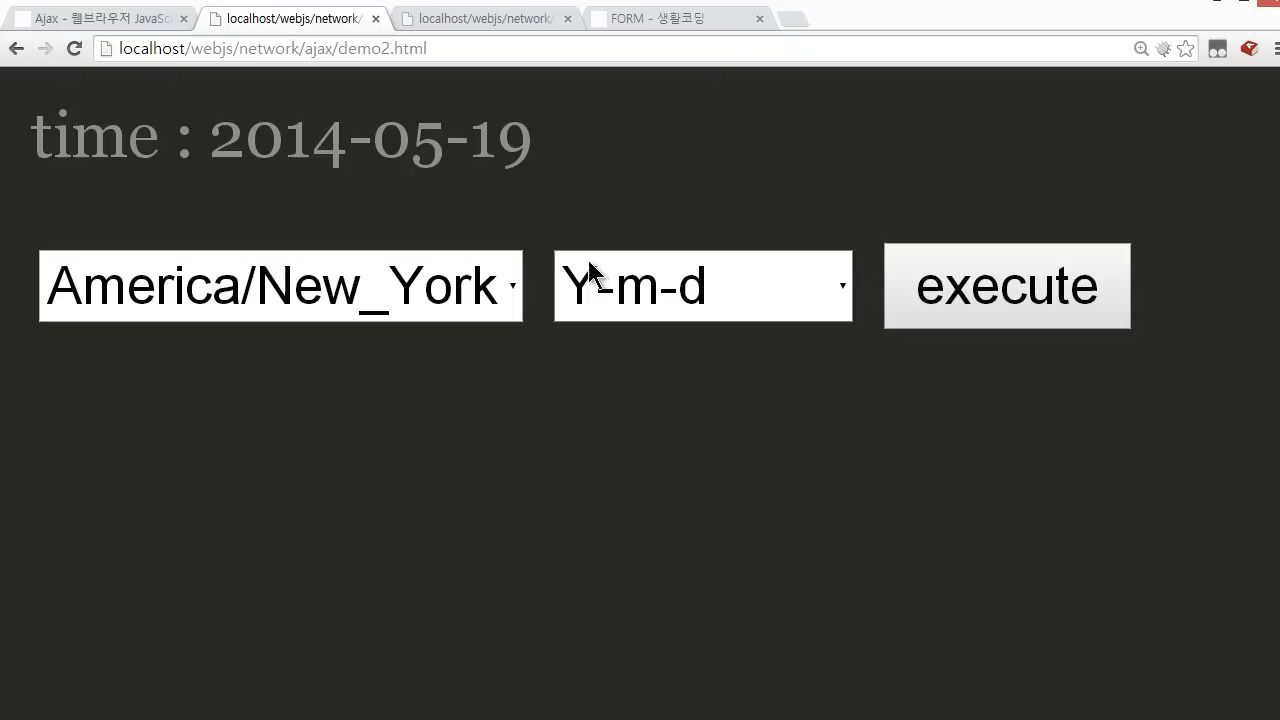 Ajax - 웹브라우저 JavaSc
localhost/webjs/network/
localhost/webjs/network/
FORM - 생활코딩
localhost/webjs/network/ajax/demo2.html
time : 2014-05-19
America/New_York
Y-m-d
execute